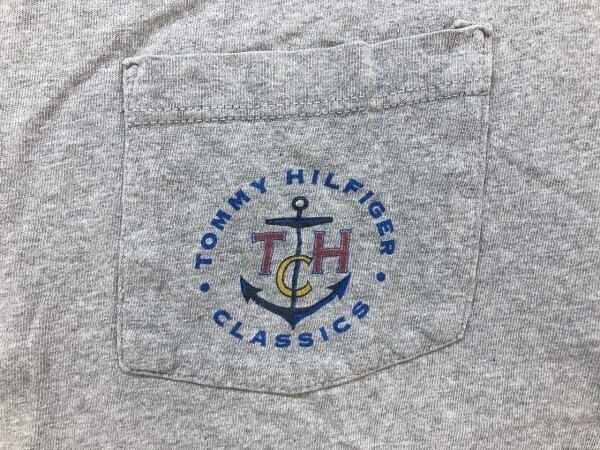 TOMMY HILFIGER
TCH
• CLASSICS •